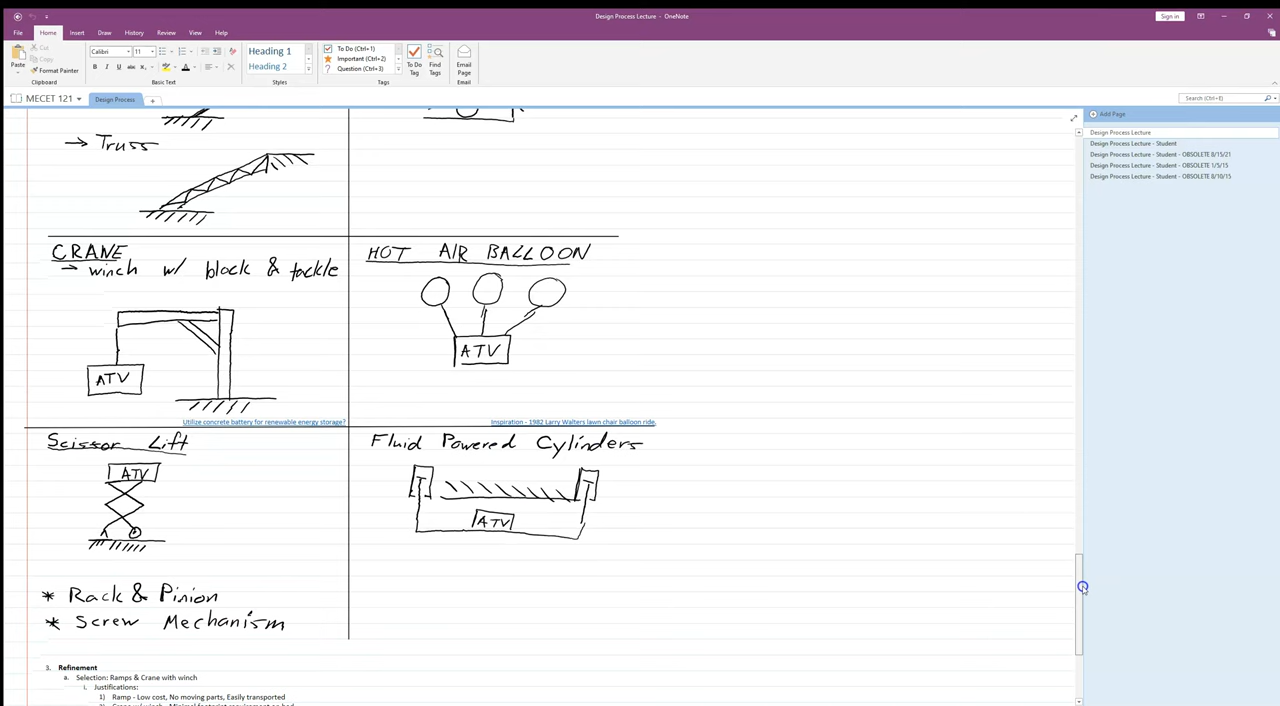 Design Process Lecture - OneNote
Sign in
File Home Insert Draw History Review View Help
Paste
Cut
Copy
Format Painter
Clipboard
Calibri 11
Basic Text
Heading 1
Heading 2
Styles
To Do (Ctrl+1)
Important (Ctrl+2)
Question (Ctrl+3)
Tags
To Do Tag
Find Tags
Email Page
Email
MECET 121
Design Process
Search (Ctrl+E)
Add Page
Design Process Lecture
Design Process Lecture - Student
Design Process Lecture - Student - OBSOLETE 8/15/21
Design Process Lecture - Student - OBSOLETE 1/5/15
Design Process Lecture - Student - OBSOLETE 8/18/15
→ Truss
CRANE
→ winch w/ block & tackle
ATV
Utilize concrete battery for renewable energy storage?
HOT AIR BALLOON
ATV
Inspiration - 1982 Larry Walters lawn chair balloon ride.
Scissor Lift
ATV
* Rack & Pinion
* Screw Mechanism
Fluid Powered Cylinders
ATV
3. Refinement
a. Selection: Ramps & Crane with winch
i. Justifications:
1) Ramp - Low cost, No moving parts, Easily transported